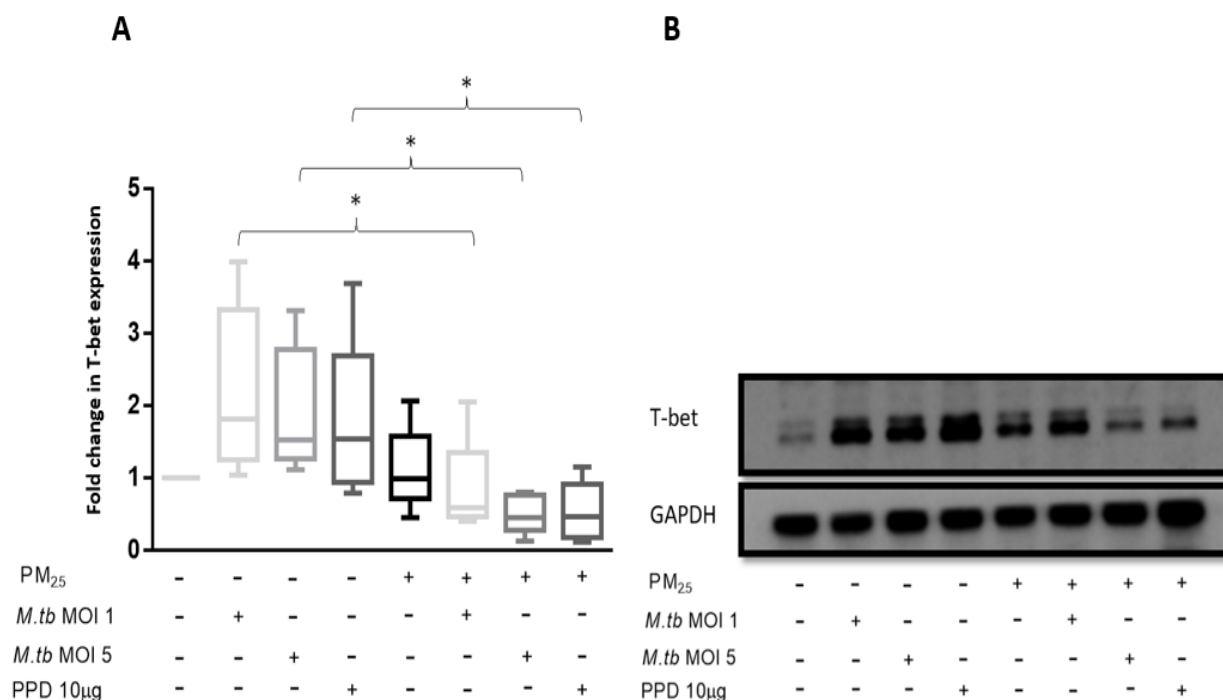 A
*
*
*
5
4
3
2
1
0
Fold change in T-bet expression
PM25 - - - - + + + +
M.tb MOI 1 - + - - - + - -
M.tb MOI 5 - - + - - - + -
PPD 10μg - - - + - - - +
B
T-bet
GAPDH
PM25 - - - - + + + +
M.tb MOI 1 - + - - - + - -
M.tb MOI 5 - - + - - - + -
PPD 10μg - - - + - - - +